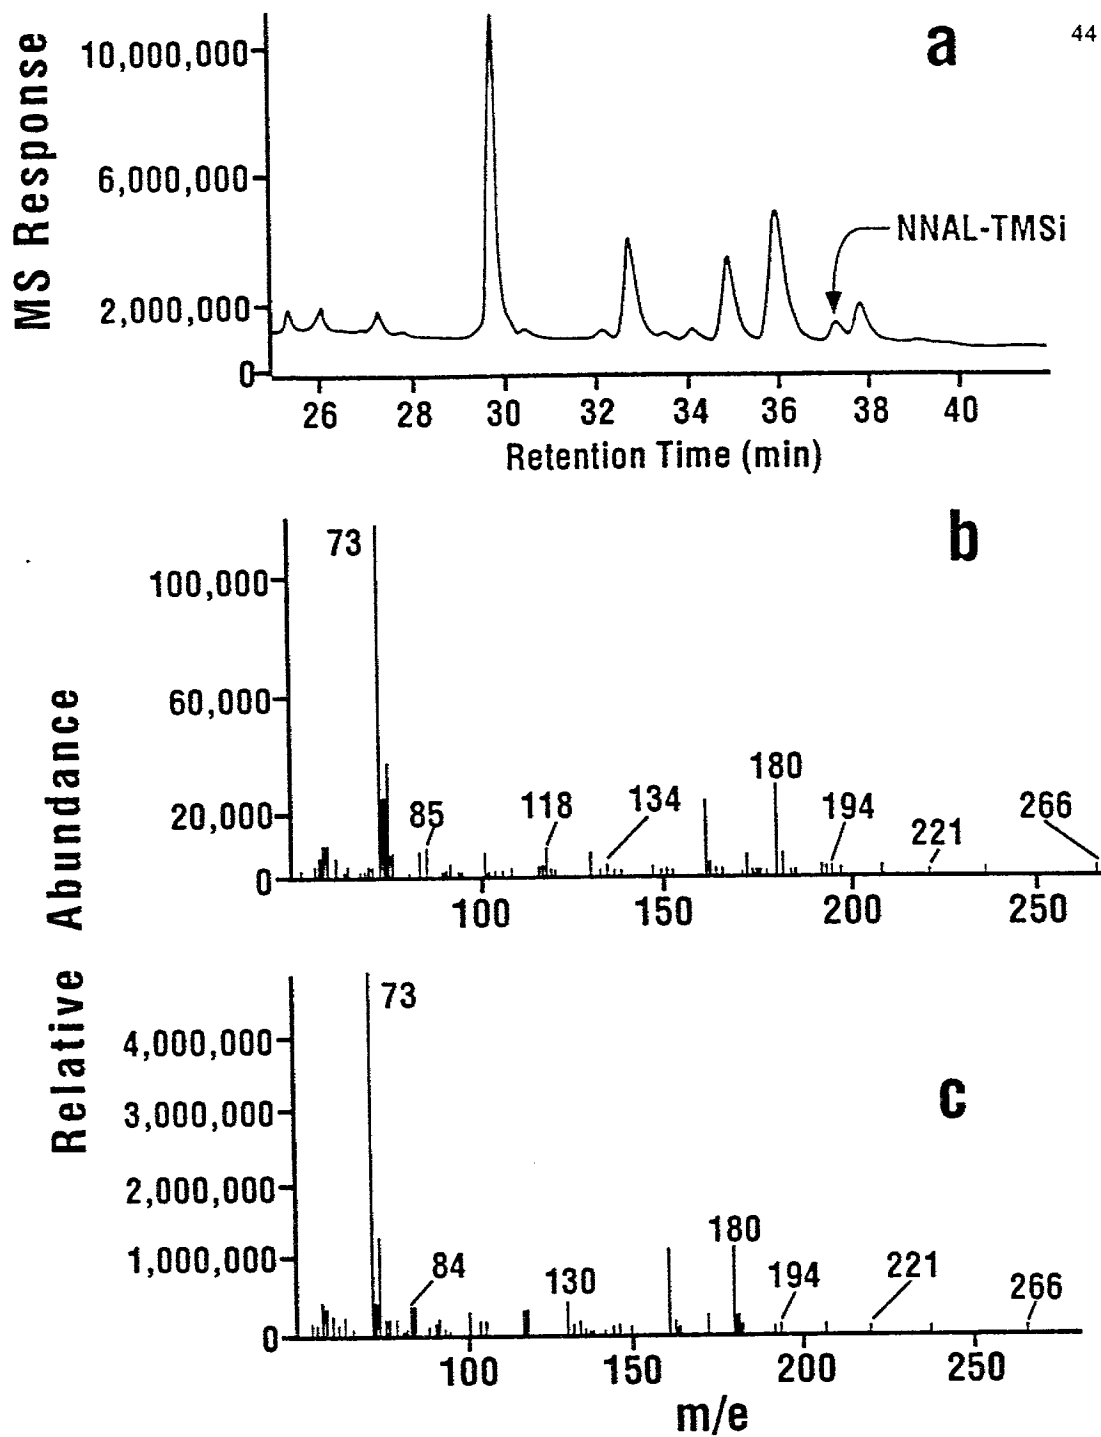 a
44
MS Response
10,000,000
6,000,000
2,000,000
0
NNAL-TMSi
26 28 30 32 34 36 38 40
Retention Time (min)
b
Relative Abundance
100,000
60,000
20,000
0
73
85
118
134
180
194
221
266
100 150 200 250
c
4,000,000
3,000,000
2,000,000
1,000,000
0
73
84
130
180
194
221
266
100 150 200 250
m/e